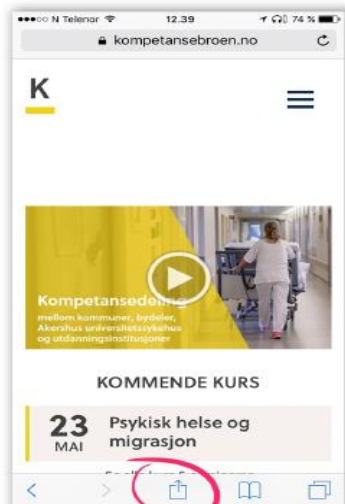 N Telenor 12.39 74 %
kompetansebroen.no
K
Kompetansedeling
mellom kommuner, bydeler,
Akershus universitetssykehus
og utdanningsinstitusjoner
KOMMENDE KURS
23
MAI
Psykisk helse og
migrasjon